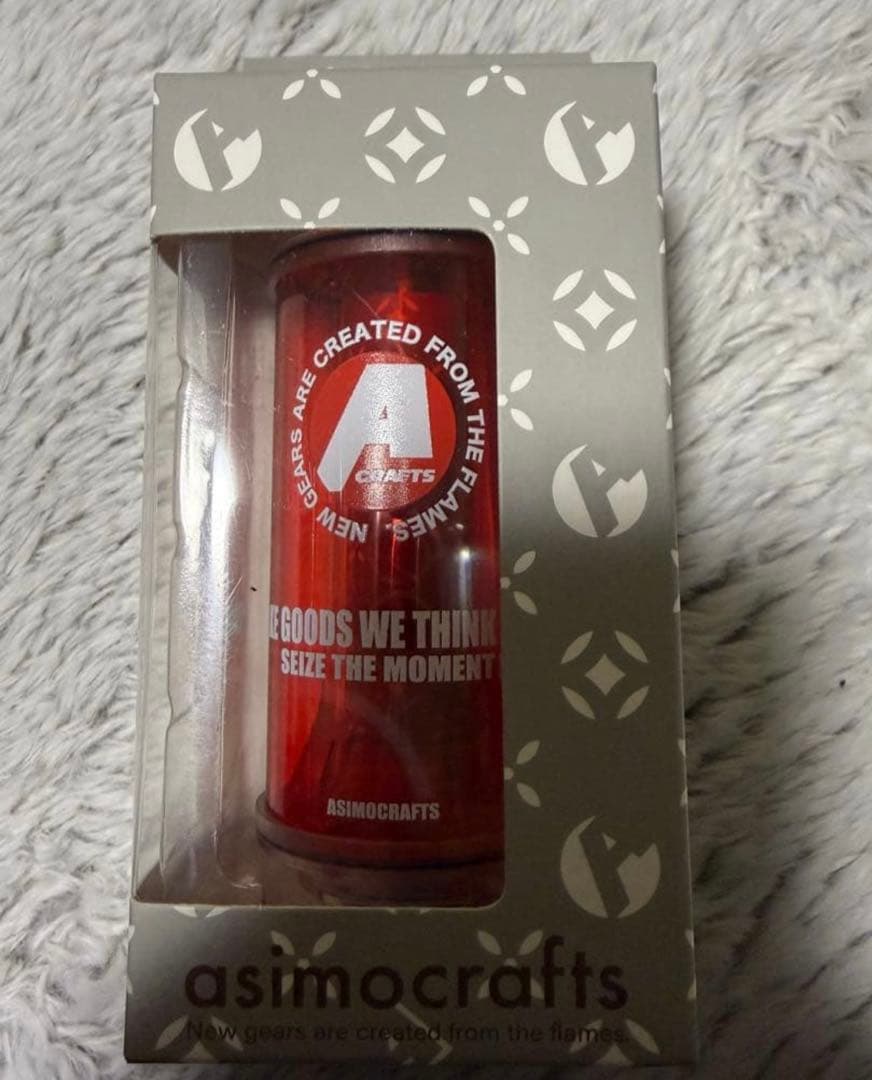 NEW GEARS ARE CREATED FROM THE FLAMES
A
CRAFTS
GOODS WE THINK
SEIZE THE MOMENT
ASIMOCRAFTS
asimocrafts
New gears are created from the flames.